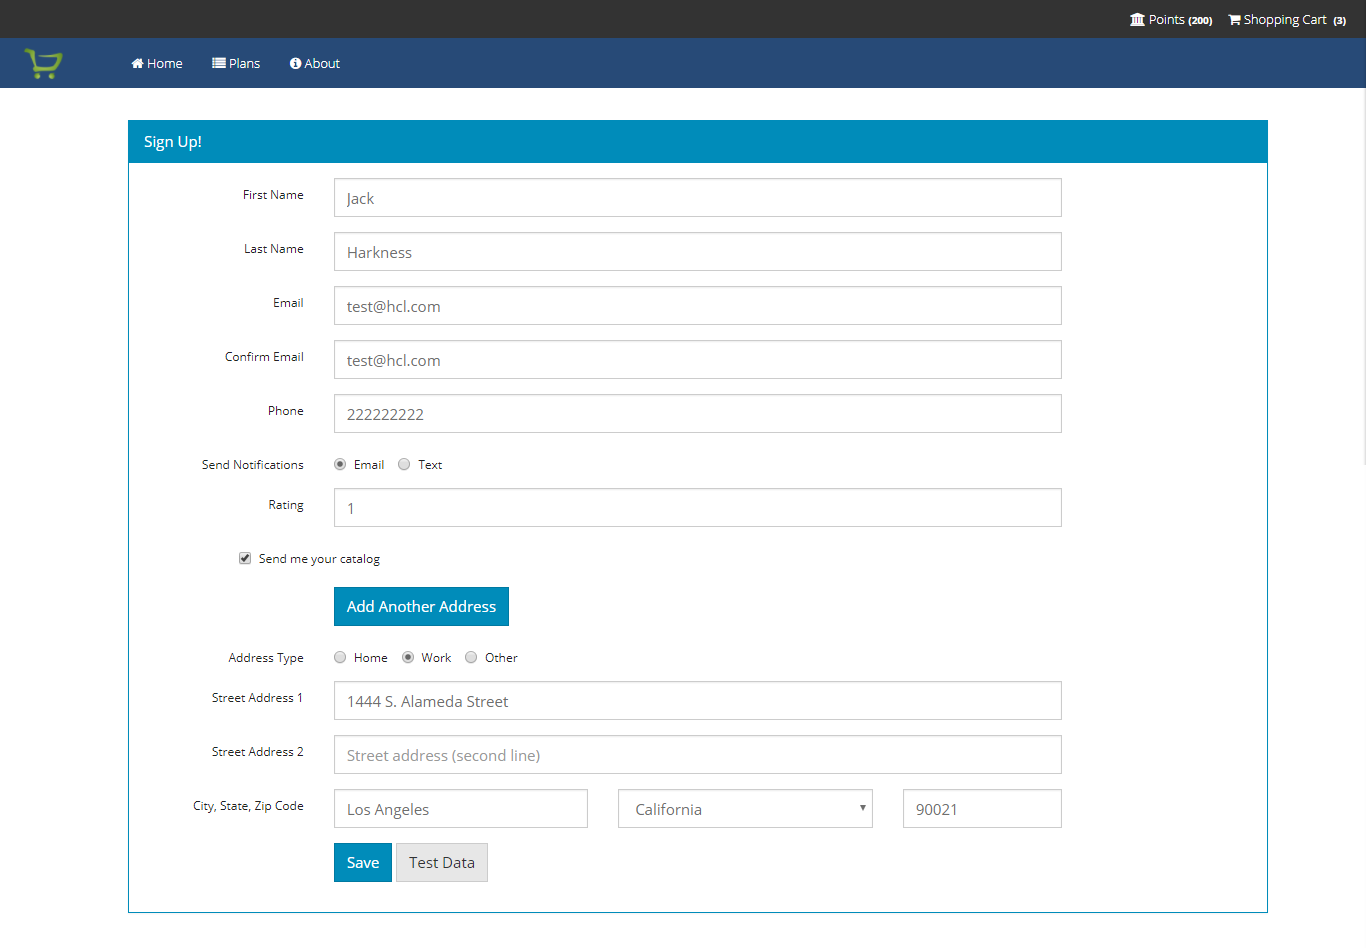 Points (200) Shopping Cart (3)
Home Plans About
Sign Up!
First Name Jack
Last Name Harkness
Email test@hcl.com
Confirm Email test@hcl.com
Phone 222222222
Send Notifications Email Text
Rating 1
Send me your catalog
Add Another Address
Address Type Home Work Other
Street Address 1 1444 S. Alameda Street
Street Address 2 Street address (second line)
City, State, Zip Code Los Angeles California 90021
Save Test Data